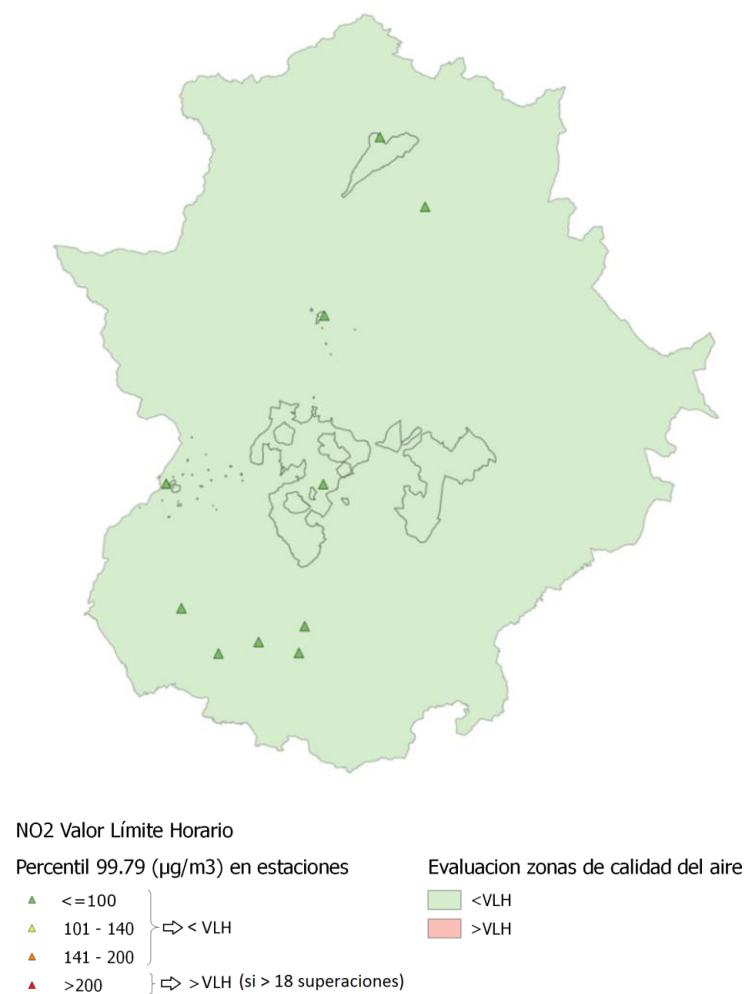 NO2 Valor Límite Horario
Percentil 99.79 (µg/m3) en estaciones
<=100
101 - 140
141 - 200
>200
< VLH
>VLH (si > 18 superaciones)
Evaluacion zonas de calidad del aire
<VLH
>VLH